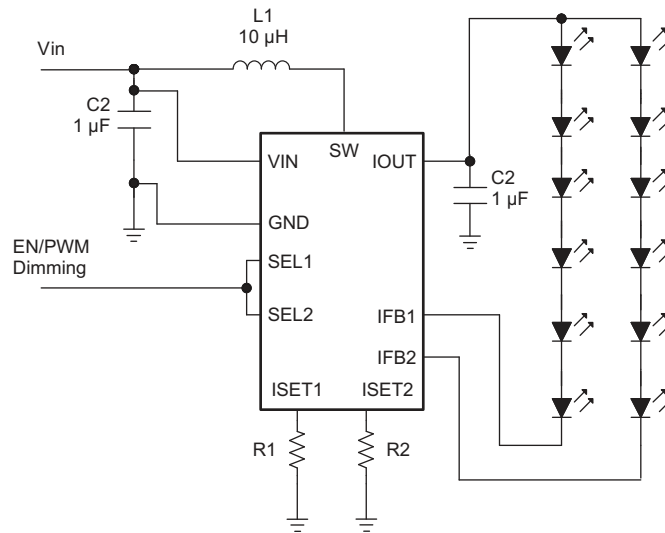 L1
10 µH
Vin
C2
1 µF
VIN
SW
IOUT
C2
1 µF
GND
EN/PWM
Dimming
SEL1
SEL2
IFB1
IFB2
ISET1
ISET2
R1
R2